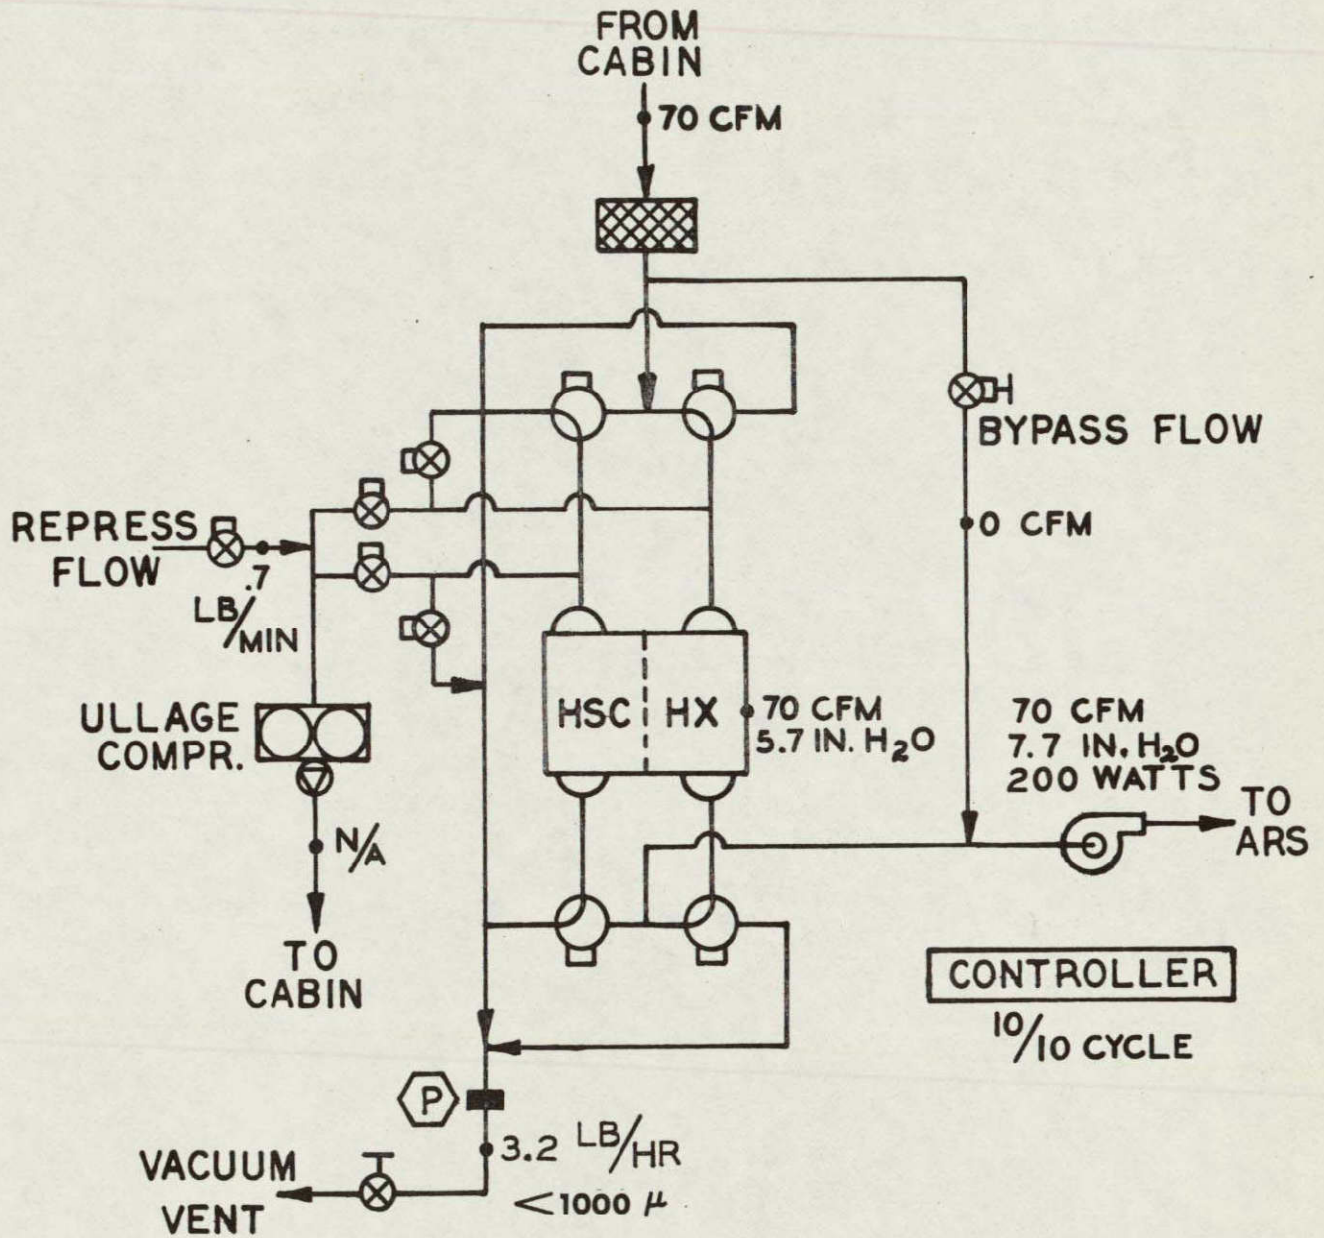 FROM
CABIN
70 CFM
BYPASS FLOW
0 CFM
REPRESS
FLOW
.7
LB/MIN
ULLAGE
COMPR.
HSC HX
70 CFM
5.7 IN. H₂O
70 CFM
7.7 IN. H₂O
200 WATTS
TO
ARS
N/A
TO
CABIN
CONTROLLER
10/10 CYCLE
P
3.2 LB/HR
<1000 μ
VACUUM
VENT